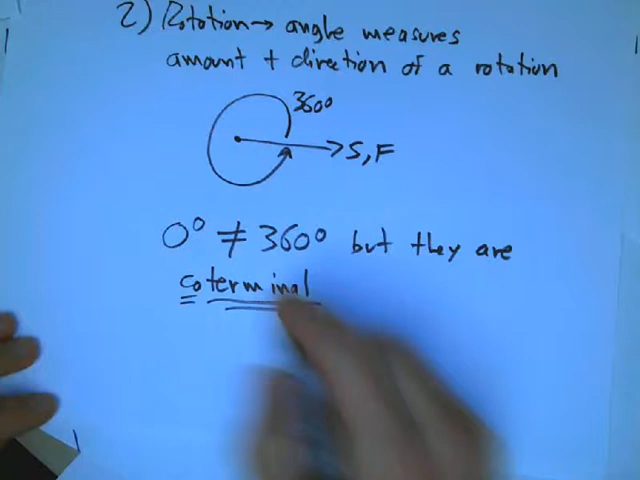 2) Rotation → angle measures
amount + direction of a rotation
360°
S, F
0° ≠ 360° but they are
coterminal